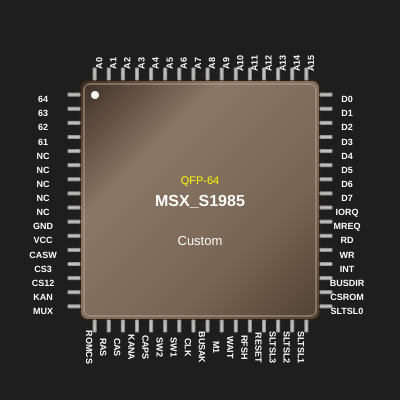 A0
A1
A2
A3
A4
A5
A6
A7
A8
A9
A10
A11
A12
A13
A14
A15
64
63
62
61
NC
NC
NC
NC
NC
GND
VCC
CASW
CS3
CS12
KAN
MUX
QFP-64
MSX_S1985
Custom
D0
D1
D2
D3
D4
D5
D6
D7
IORQ
MREQ
RD
WR
INT
BUSDIR
CSROM
SLTSL0
ROMCS
RAS
CAS
KANA
CAPS
SW2
SW1
CLK
BUSAK
M1
WAIT
RFSH
RESET
SLTSL3
SLTSL2
SLTSL1